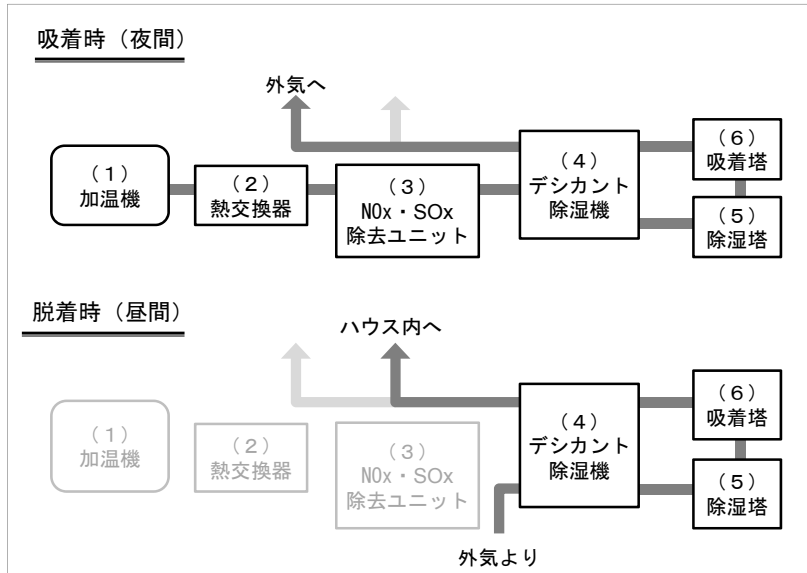 吸着時（夜間）
外気へ
（１）
加温機
（２）
熱交換器
（３）
NOx・SOx
除去ユニット
（４）
デシカント
除湿機
（６）
吸着塔
（５）
除湿塔
脱着時（昼間）
ハウス内へ
（１）
加温機
（２）
熱交換器
（３）
NOx・SOx
除去ユニット
（４）
デシカント
除湿機
（６）
吸着塔
（５）
除湿塔
外気より